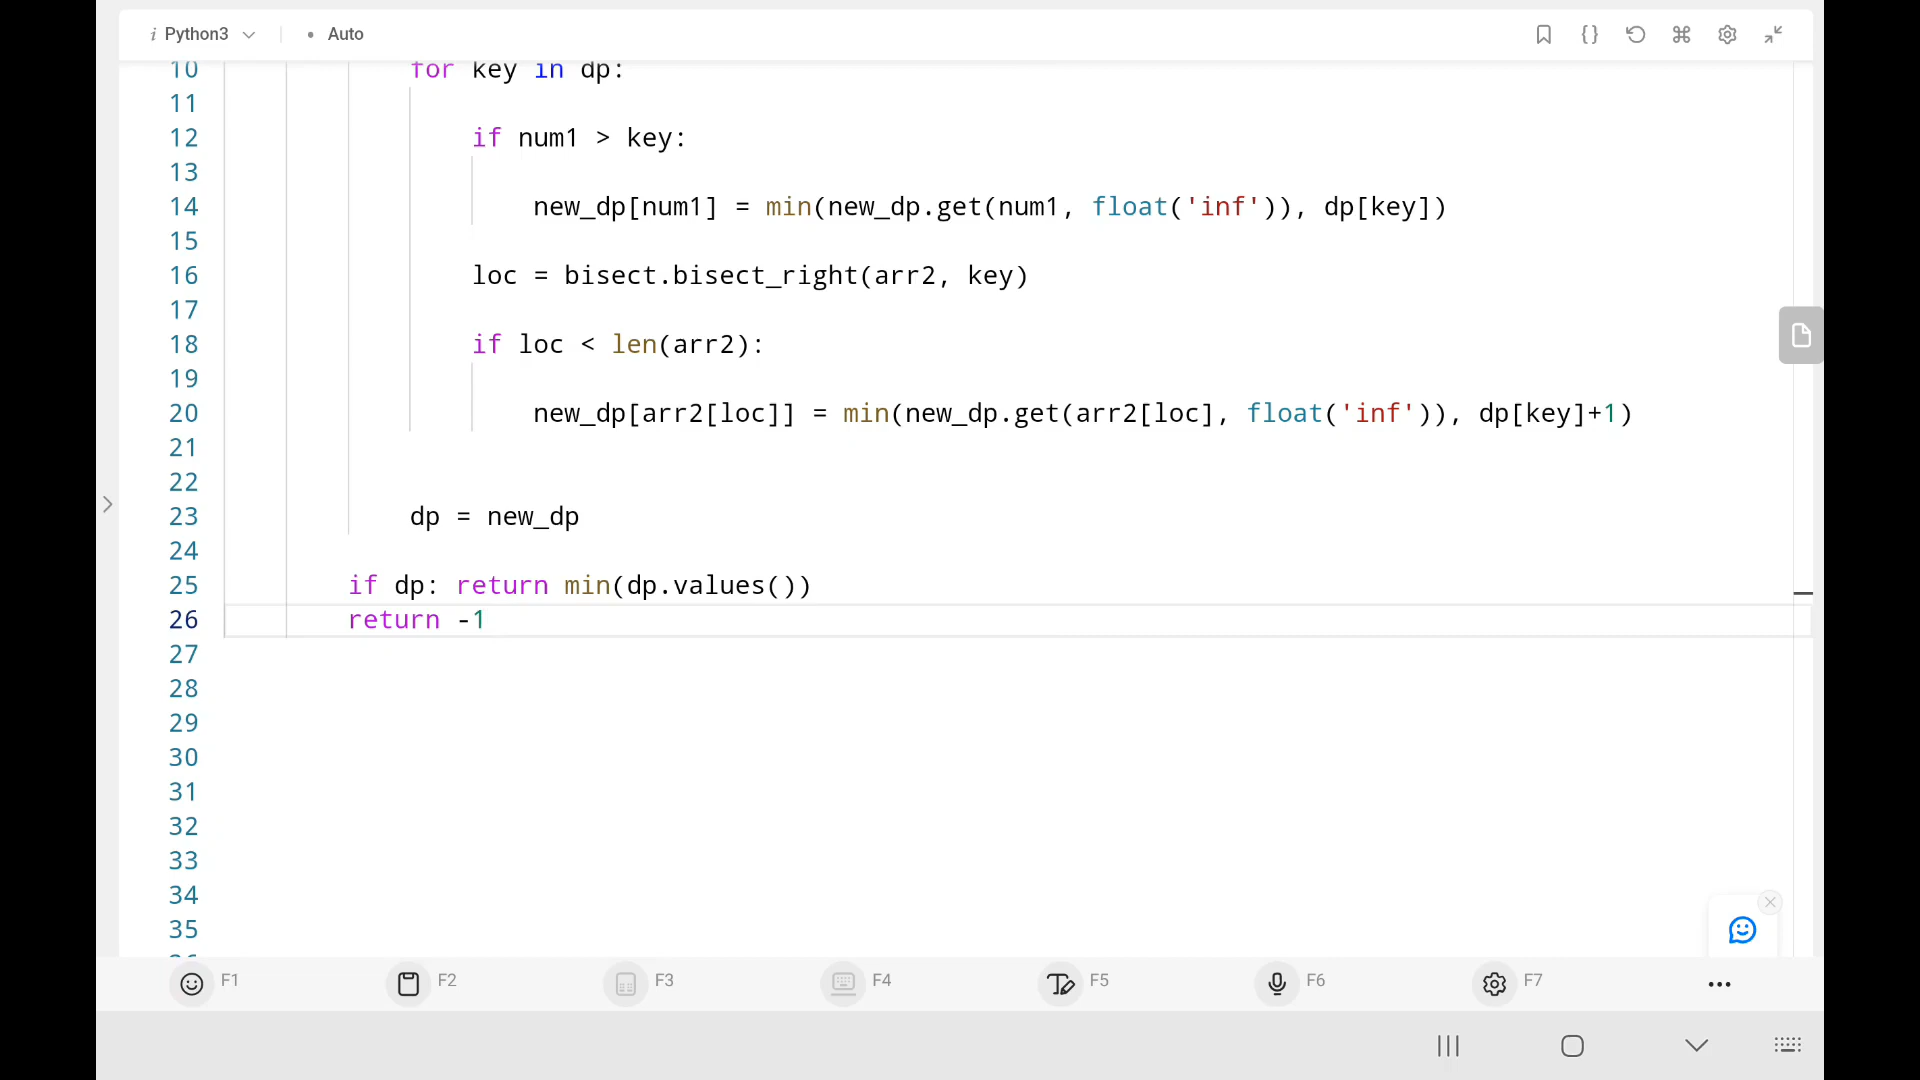 i Python3 • Auto
10 for key in dp:
11
12 if num1 > key:
13
14 new_dp[num1] = min(new_dp.get(num1, float('inf')), dp[key])
15
16 loc = bisect.bisect_right(arr2, key)
17
18 if loc < len(arr2):
19
20 new_dp[arr2[loc]] = min(new_dp.get(arr2[loc], float('inf')), dp[key]+1)
21
22
23 dp = new_dp
24
25 if dp: return min(dp.values())
26 return -1
27
28
29
30
31
32
33
34
35
F1 F2 F3 F4 F5 F6 F7